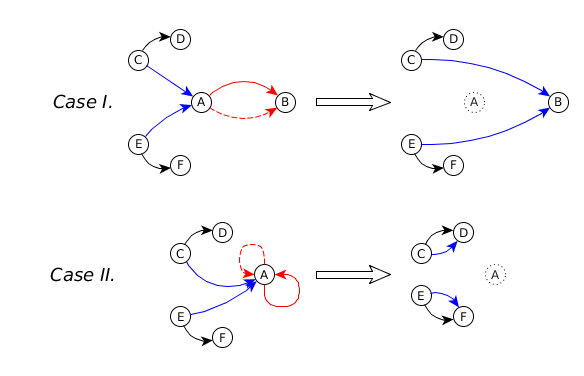 D D
C C
Case I. A B A B
E E
F F
D D
C C
Case II. A A
E E
F F